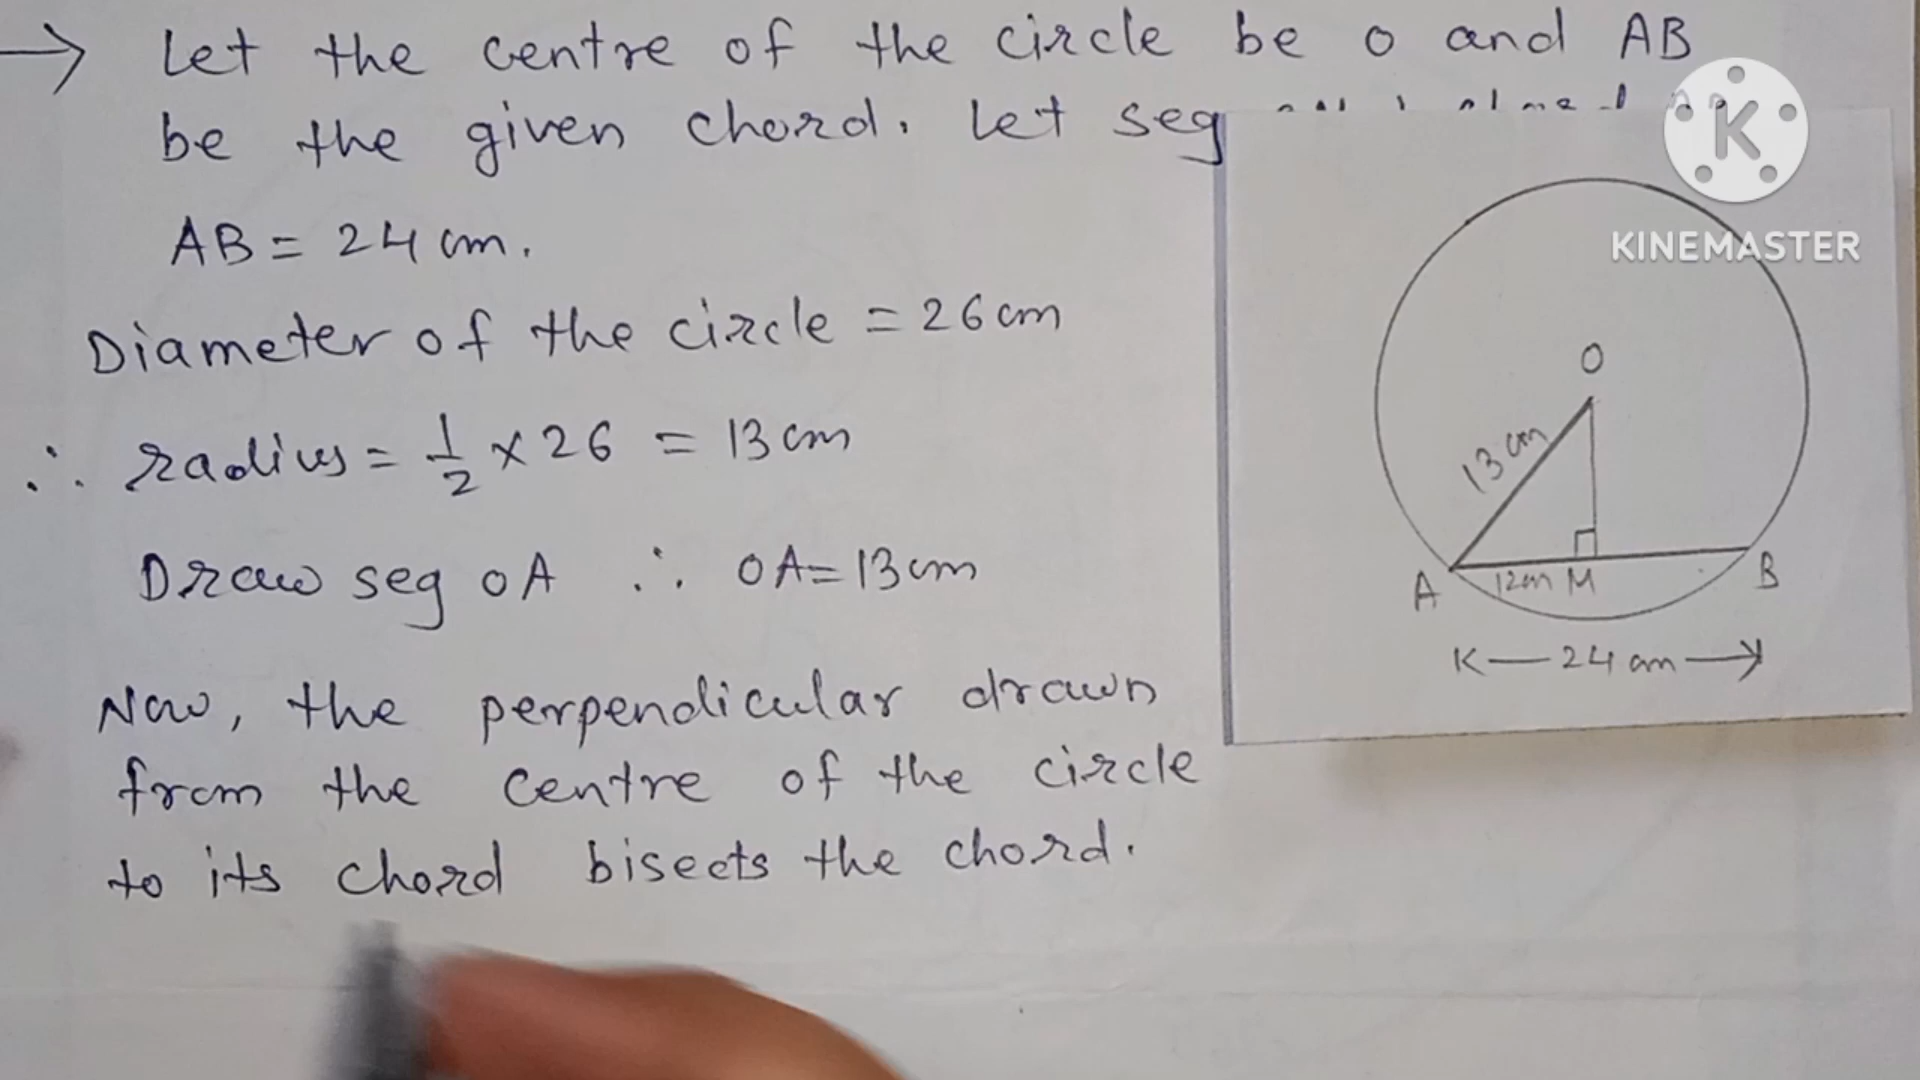 → Let the centre of the circle be O and AB
be the given chord. Let seg
AB = 24 cm.
Diameter of the circle = 26 cm
∴ radius = 1/2 × 26 = 13 cm
Draw seg OA ∴ OA = 13 cm
Now, the perpendicular drawn
from the centre of the circle
to its chord bisects the chord.
K
KINEMASTER
O
13 cm
A 12cm M B
24 cm